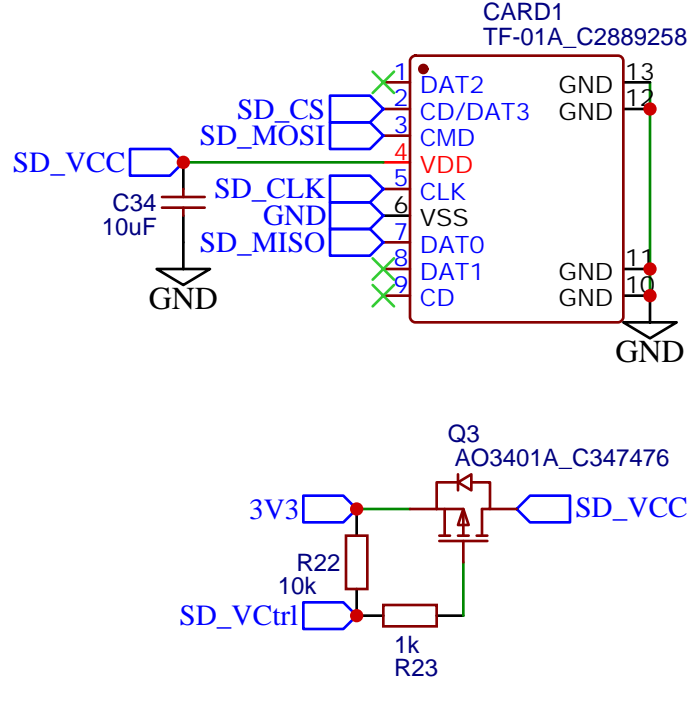 CARD1
TF-01A_C2889258
1 DAT2 GND 13
SD_CS 2 CD/DAT3 GND 12
SD_MOSI 3 CMD
SD_VCC 4 VDD
SD_CLK 5 CLK
C34
10uF
GND 6 VSS
SD_MISO 7 DAT0
8 DAT1 GND 11
9 CD GND 10
GND
GND
Q3
AO3401A_C347476
3V3 SD_VCC
R22
10k
SD_VCtrl
1k
R23